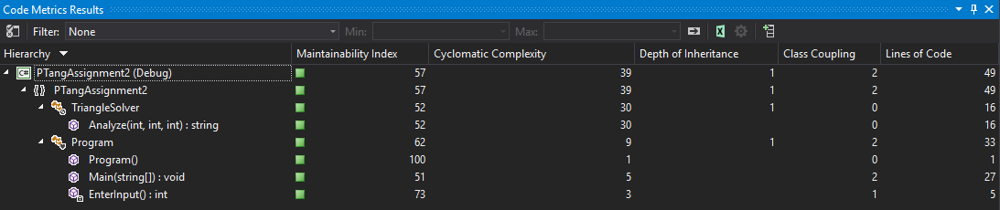 Code Metrics Results
Filter: None Min: Max:
Hierarchy Maintainability Index Cyclomatic Complexity Depth of Inheritance Class Coupling Lines of Code
C# PTangAssignment2 (Debug) 57 39 1 2 49
{} PTangAssignment2 57 39 1 2 49
TriangleSolver 52 30 1 0 16
Analyze(int, int, int) : string 52 30 0 16
Program 62 9 1 2 33
Program() 100 1 0 1
Main(string[]) : void 51 5 2 27
EnterInput() : int 73 3 1 5